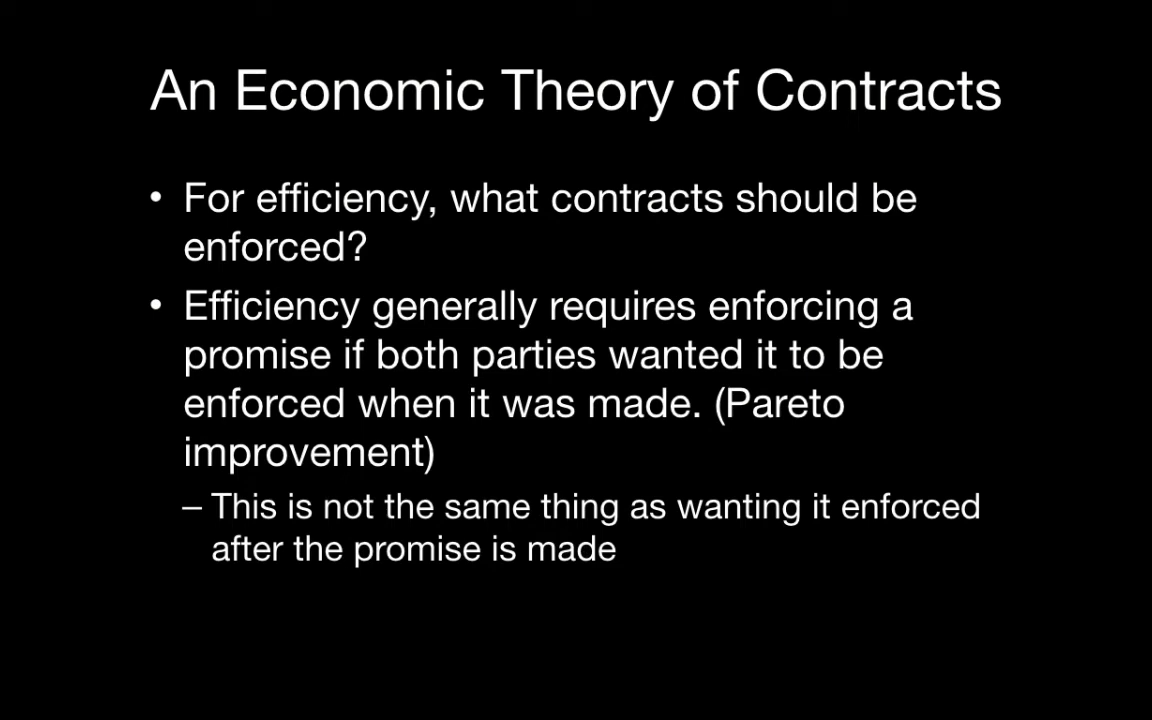 An Economic Theory of Contracts
• For efficiency, what contracts should be
enforced?
• Efficiency generally requires enforcing a
promise if both parties wanted it to be
enforced when it was made. (Pareto
improvement)
– This is not the same thing as wanting it enforced
after the promise is made